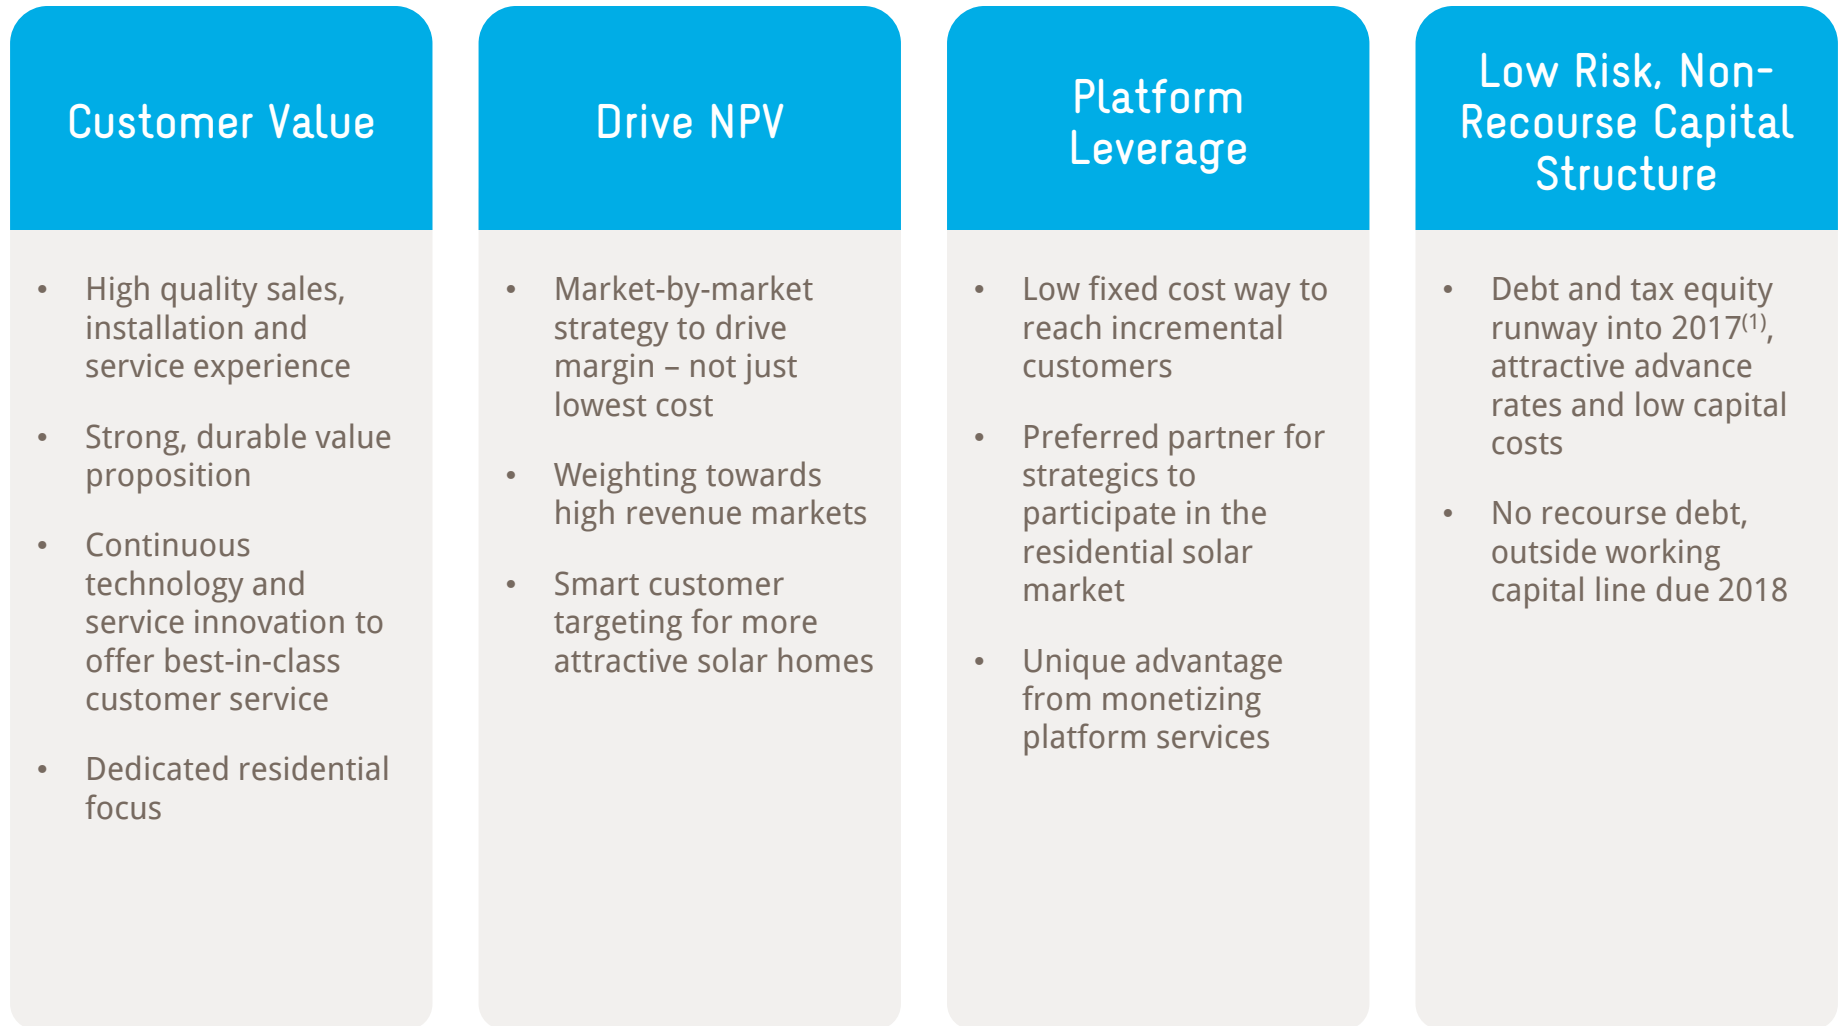 Customer Value
• High quality sales,
installation and
service experience
• Strong, durable value
proposition
• Continuous
technology and
service innovation to
offer best-in-class
customer service
• Dedicated residential
focus
Drive NPV
• Market-by-market
strategy to drive
margin – not just
lowest cost
• Weighting towards
high revenue markets
• Smart customer
targeting for more
attractive solar homes
Platform
Leverage
• Low fixed cost way to
reach incremental
customers
• Preferred partner for
strategics to
participate in the
residential solar
market
• Unique advantage
from monetizing
platform services
Low Risk, Non-
Recourse Capital
Structure
• Debt and tax equity
runway into 2017(1),
attractive advance
rates and low capital
costs
• No recourse debt,
outside working
capital line due 2018